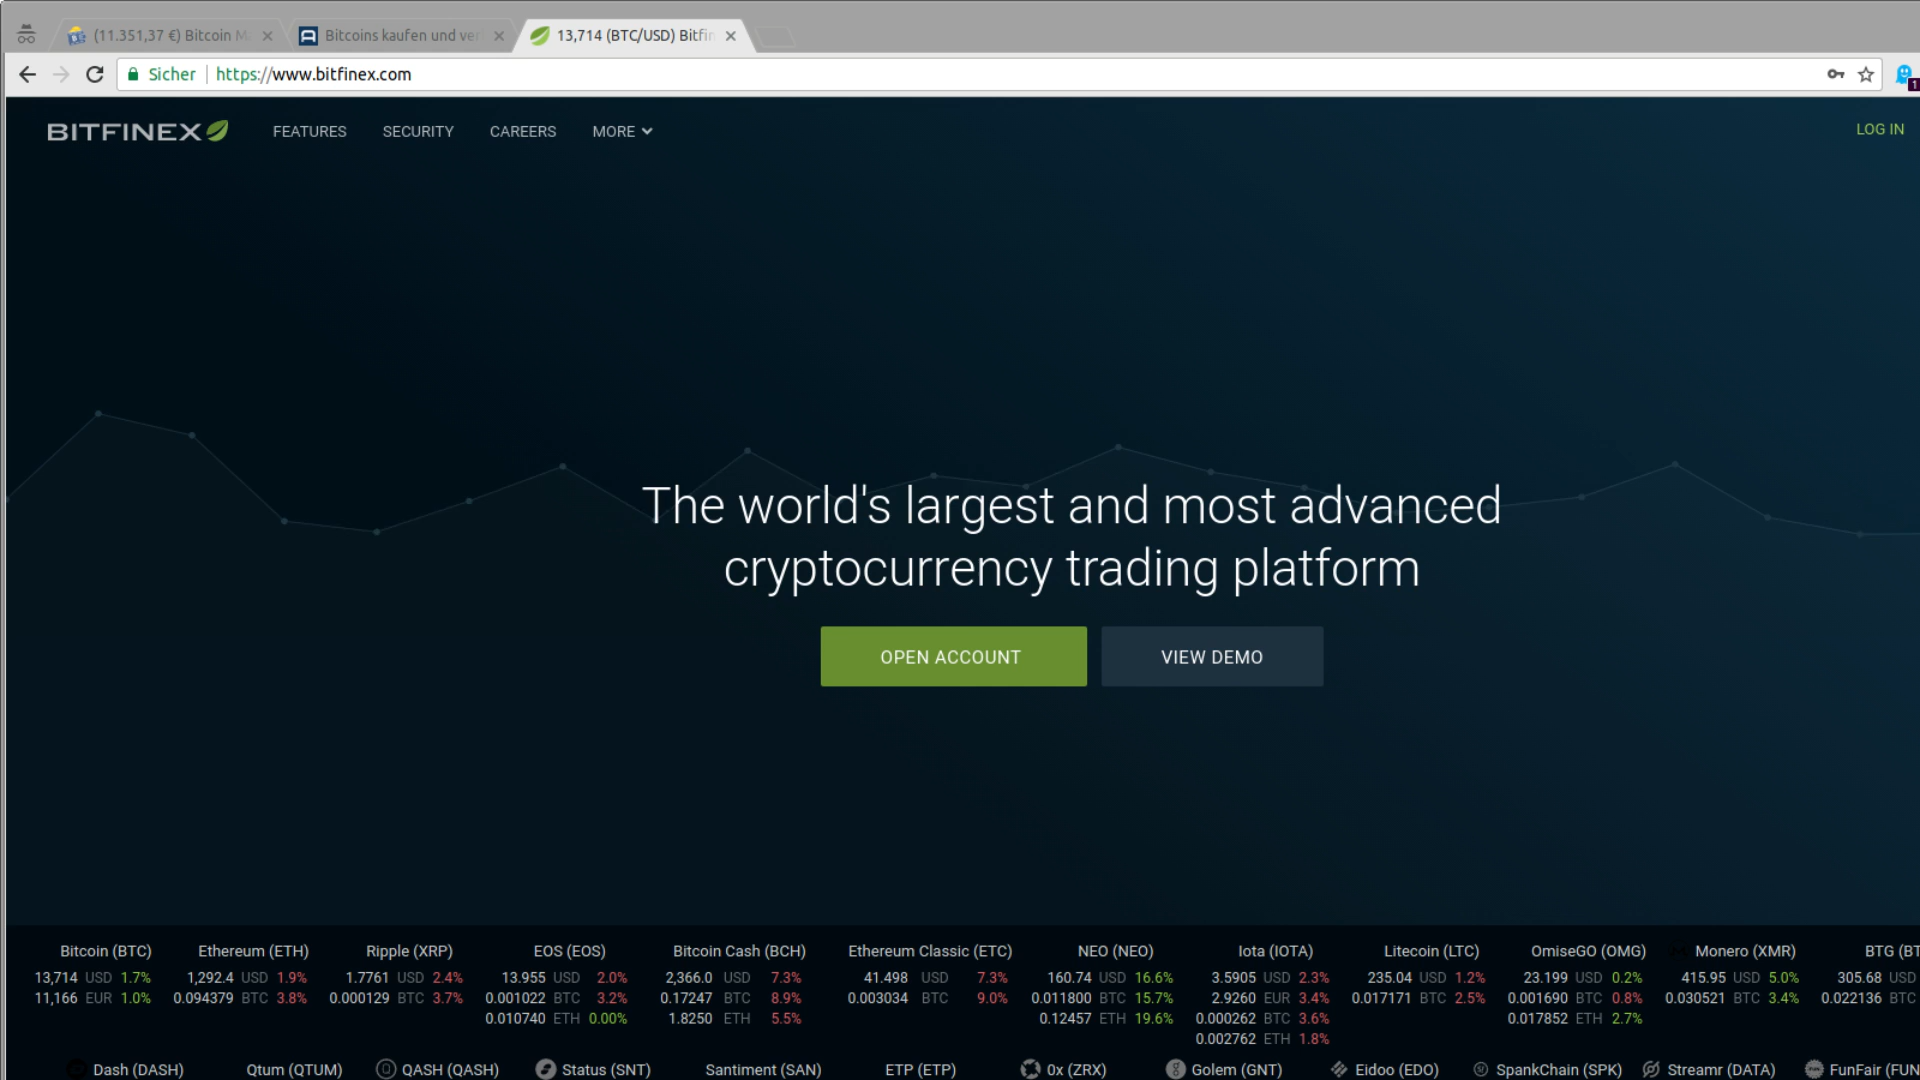 (11.351,37 €) Bitcoin M
Bitcoins kaufen und ver
13,714 (BTC/USD) Bitfin
Sicher https://www.bitfinex.com
1
BITFINEX FEATURES SECURITY CAREERS MORE LOG IN
The world's largest and most advanced
cryptocurrency trading platform
OPEN ACCOUNT VIEW DEMO
Bitcoin (BTC)
13,714 USD 1.7%
11,166 EUR 1.0%
Ethereum (ETH)
1,292.4 USD 1.9%
0.094379 BTC 3.8%
Ripple (XRP)
1.7761 USD 2.4%
0.000129 BTC 3.7%
EOS (EOS)
13.955 USD 2.0%
0.001022 BTC 3.2%
0.010740 ETH 0.00%
Bitcoin Cash (BCH)
2,366.0 USD 7.3%
0.17247 BTC 8.9%
1.8250 ETH 5.5%
Ethereum Classic (ETC)
41.498 USD 7.3%
0.003034 BTC 9.0%
NEO (NEO)
160.74 USD 16.6%
0.011800 BTC 15.7%
0.12457 ETH 19.6%
Iota (IOTA)
3.5905 USD 2.3%
2.9260 EUR 3.4%
0.000262 BTC 3.6%
0.002762 ETH 1.8%
Litecoin (LTC)
235.04 USD 1.2%
0.017171 BTC 2.5%
OmiseGO (OMG)
23.199 USD 0.2%
0.001690 BTC 0.8%
0.017852 ETH 2.7%
Monero (XMR)
415.95 USD 5.0%
0.030521 BTC 3.4%
BTG (BT
305.68 USD
0.022136 BTC
Dash (DASH) Qtum (QTUM) QASH (QASH) Status (SNT) Santiment (SAN) ETP (ETP) 0x (ZRX) Golem (GNT) Eidoo (EDO) SpankChain (SPK) Streamr (DATA) FunFair (FUN